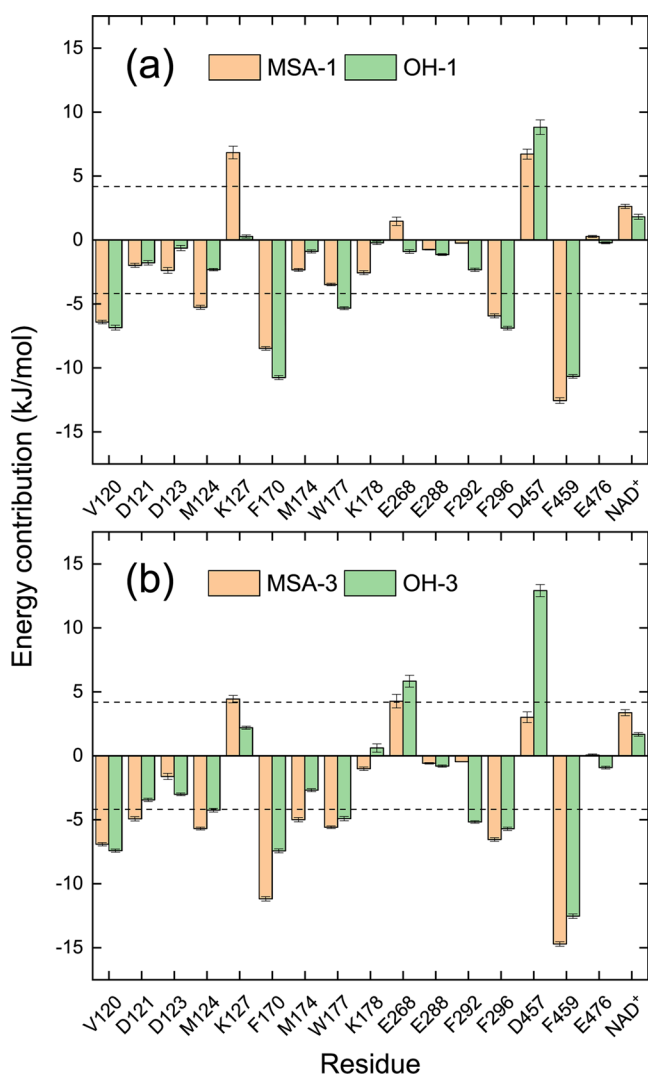 (a) MSA-1 OH-1
15
10
5
0
-5
-10
-15
V120 D121 D123 M124 K127 F170 M174 W177 K178 E268 E288 F292 F296 D457 F459 E476 NAD⁺
Energy contribution (kJ/mol)
(b) MSA-3 OH-3
15
10
5
0
-5
-10
-15
V120 D121 D123 M124 K127 F170 M174 W177 K178 E268 E288 F292 F296 D457 F459 E476 NAD⁺
Residue